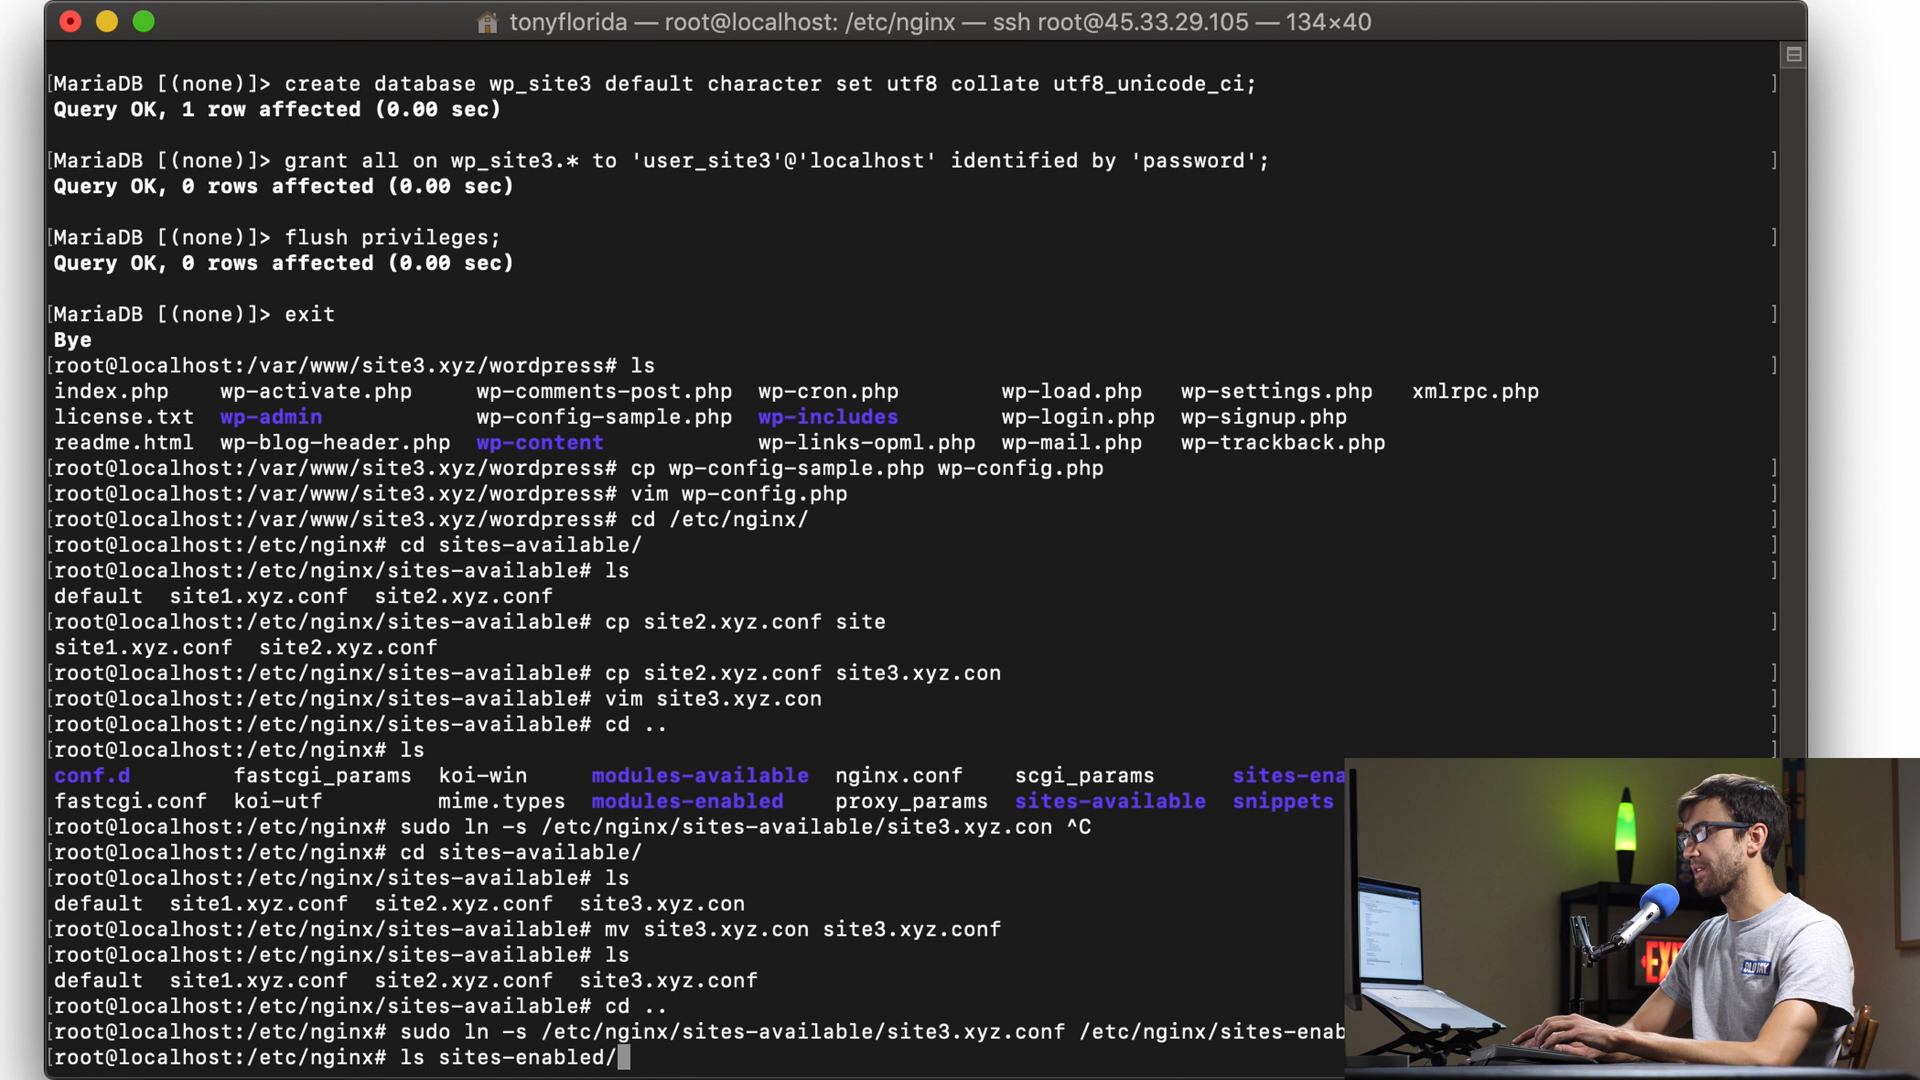 tonyflorida — root@localhost: /etc/nginx — ssh root@45.33.29.105 — 134×40
[MariaDB [(none)]> create database wp_site3 default character set utf8 collate utf8_unicode_ci; ]
Query OK, 1 row affected (0.00 sec)
[MariaDB [(none)]> grant all on wp_site3.* to 'user_site3'@'localhost' identified by 'password'; ]
Query OK, 0 rows affected (0.00 sec)
[MariaDB [(none)]> flush privileges; ]
Query OK, 0 rows affected (0.00 sec)
[MariaDB [(none)]> exit ]
Bye
[root@localhost:/var/www/site3.xyz/wordpress# ls ]
index.php wp-activate.php wp-comments-post.php wp-cron.php wp-load.php wp-settings.php xmlrpc.php
license.txt wp-admin wp-config-sample.php wp-includes wp-login.php wp-signup.php
readme.html wp-blog-header.php wp-content wp-links-opml.php wp-mail.php wp-trackback.php
[root@localhost:/var/www/site3.xyz/wordpress# cp wp-config-sample.php wp-config.php ]
[root@localhost:/var/www/site3.xyz/wordpress# vim wp-config.php ]
[root@localhost:/var/www/site3.xyz/wordpress# cd /etc/nginx/ ]
[root@localhost:/etc/nginx# cd sites-available/ ]
[root@localhost:/etc/nginx/sites-available# ls ]
default site1.xyz.conf site2.xyz.conf
[root@localhost:/etc/nginx/sites-available# cp site2.xyz.conf site ]
site1.xyz.conf site2.xyz.conf
[root@localhost:/etc/nginx/sites-available# cp site2.xyz.conf site3.xyz.con ]
[root@localhost:/etc/nginx/sites-available# vim site3.xyz.con ]
[root@localhost:/etc/nginx/sites-available# cd .. ]
[root@localhost:/etc/nginx# ls ]
conf.d fastcgi_params koi-win modules-available nginx.conf scgi_params sites-ena
fastcgi.conf koi-utf mime.types modules-enabled proxy_params sites-available snippets
[root@localhost:/etc/nginx# sudo ln -s /etc/nginx/sites-available/site3.xyz.con ^C
[root@localhost:/etc/nginx# cd sites-available/
[root@localhost:/etc/nginx/sites-available# ls
default site1.xyz.conf site2.xyz.conf site3.xyz.con
[root@localhost:/etc/nginx/sites-available# mv site3.xyz.con site3.xyz.conf
[root@localhost:/etc/nginx/sites-available# ls
default site1.xyz.conf site2.xyz.conf site3.xyz.conf
[root@localhost:/etc/nginx/sites-available# cd ..
[root@localhost:/etc/nginx# sudo ln -s /etc/nginx/sites-available/site3.xyz.conf /etc/nginx/sites-enab
[root@localhost:/etc/nginx# ls sites-enabled/